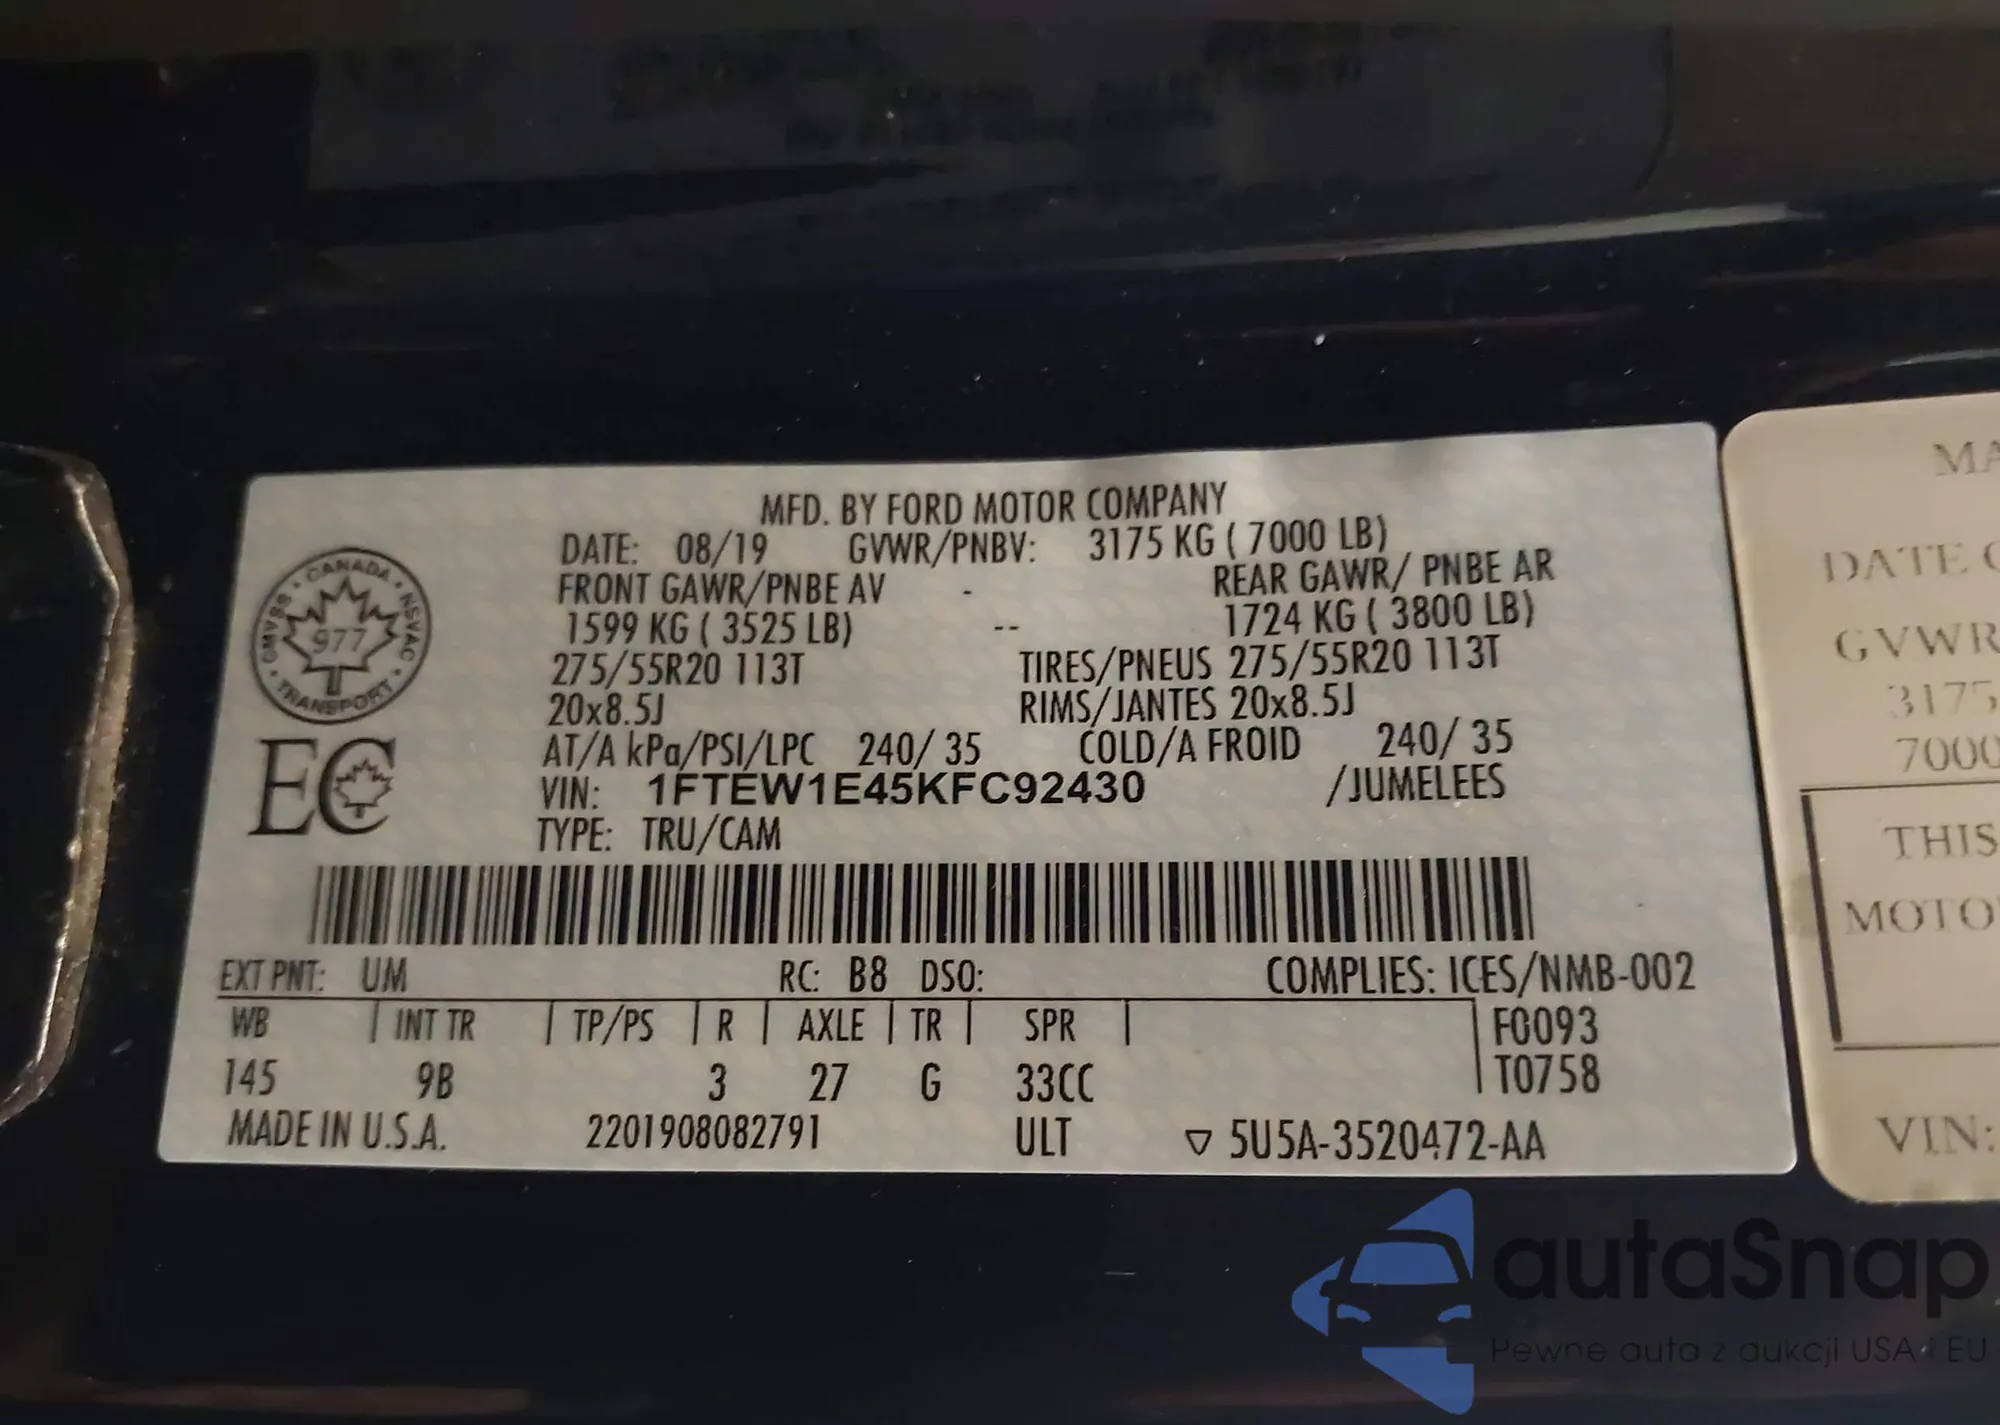 MFD. BY FORD MOTOR COMPANY
DATE: 08/19 GVWR/PNBV: 3175 KG ( 7000 LB)
FRONT GAWR/PNBE AV - REAR GAWR/ PNBE AR
1599 KG ( 3525 LB) -- 1724 KG ( 3800 LB)
275/55R20 113T TIRES/PNEUS 275/55R20 113T
20x8.5J RIMS/JANTES 20x8.5J
AT/A kPa/PSI/LPC 240/ 35 COLD/A FROID 240/ 35
VIN: 1FTEW1E45KFC92430 /JUMELEES
TYPE: TRU/CAM
CANADA
CMVSS 977 NSVAC
TRANSPORT
EC
EXT PNT: UM RC: B8 DSO: COMPLIES: ICES/NMB-002
WB | INT TR | TP/PS | R | AXLE | TR | SPR | F0093
145 9B 3 27 G 33CC T0758
MADE IN U.S.A. 2201908082791 ULT ▽ 5U5A-3520472-AA
MA
DATE
GVWR
3175
7000
THIS
MOTO
VIN:
autaSnap
Pewne auta z aukcji USA i EU